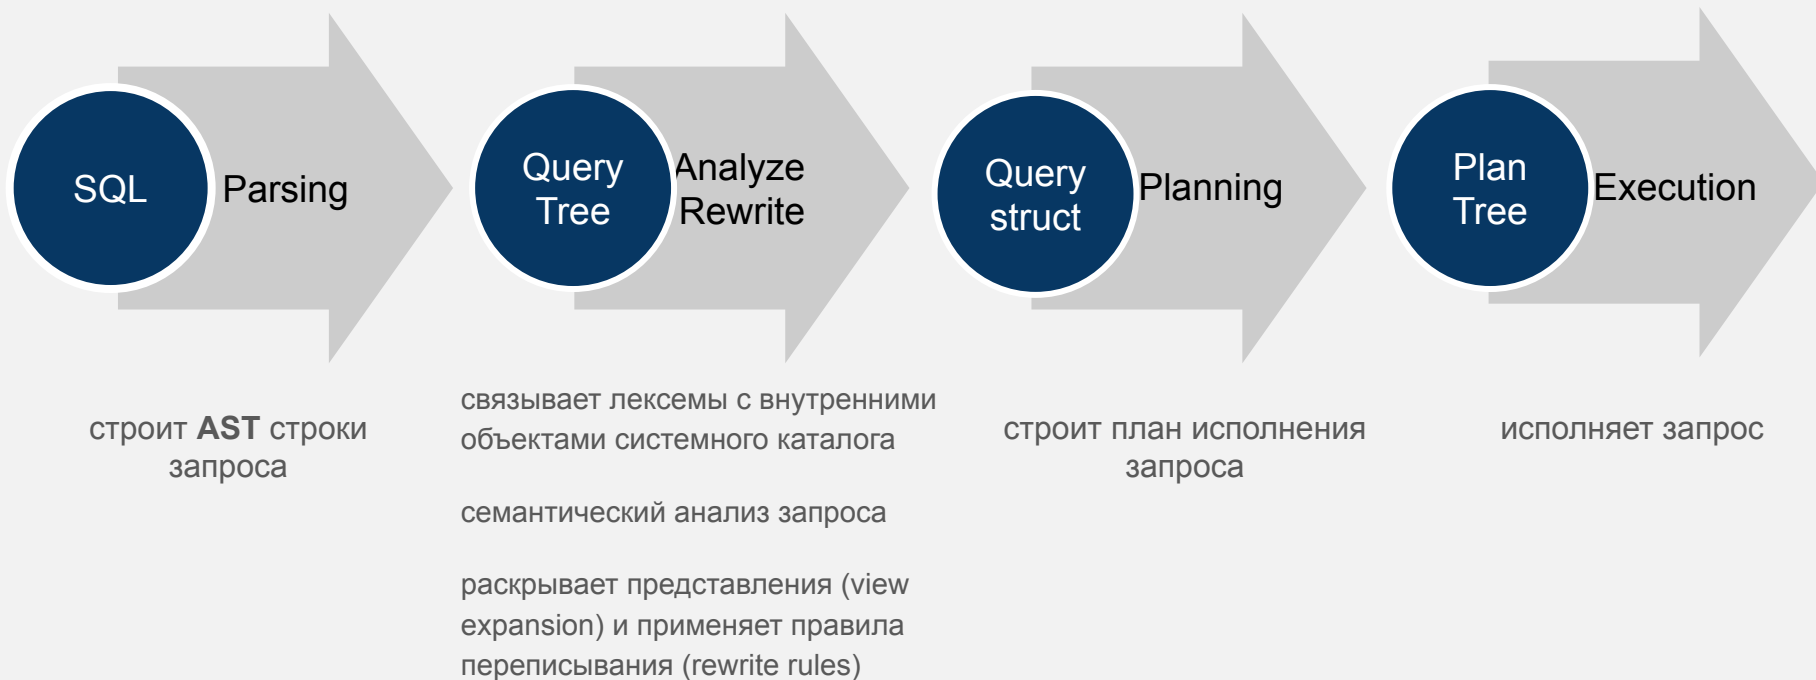 SQL
Parsing
Query
Tree
Analyze
Rewrite
Query
struct
Planning
Plan
Tree
Execution
строит AST строки
запроса
связывает лексемы с внутренними
объектами системного каталога
семантический анализ запроса
раскрывает представления (view
expansion) и применяет правила
переписывания (rewrite rules)
строит план исполнения
запроса
исполняет запрос